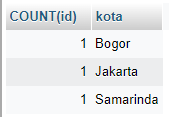 COUNT(id) kota
1 Bogor
1 Jakarta
1 Samarinda